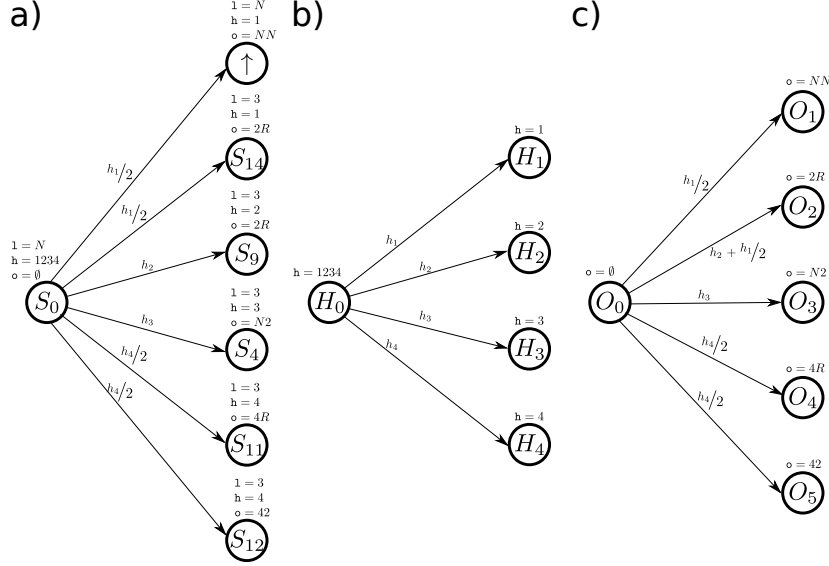 a)
l = N
h = 1
o = NN
↑
l = 3
h = 1
o = 2R
S₁₄
l = 3
h = 2
o = 2R
S₉
l = N
h = 1234
o = ∅
S₀
l = 3
h = 3
o = N2
S₄
l = 3
h = 4
o = 4R
S₁₁
l = 3
h = 4
o = 42
S₁₂
h₁/2
h₁/2
h₂
h₃
h₄/2
h₄/2
b)
h = 1
H₁
h = 2
H₂
h = 1234
H₀
h = 3
H₃
h = 4
H₄
h₁
h₂
h₃
h₄
c)
o = NN
O₁
o = 2R
O₂
o = ∅
O₀
o = N2
O₃
o = 4R
O₄
o = 42
O₅
h₁/2
h₂ + h₁/2
h₃
h₄/2
h₄/2